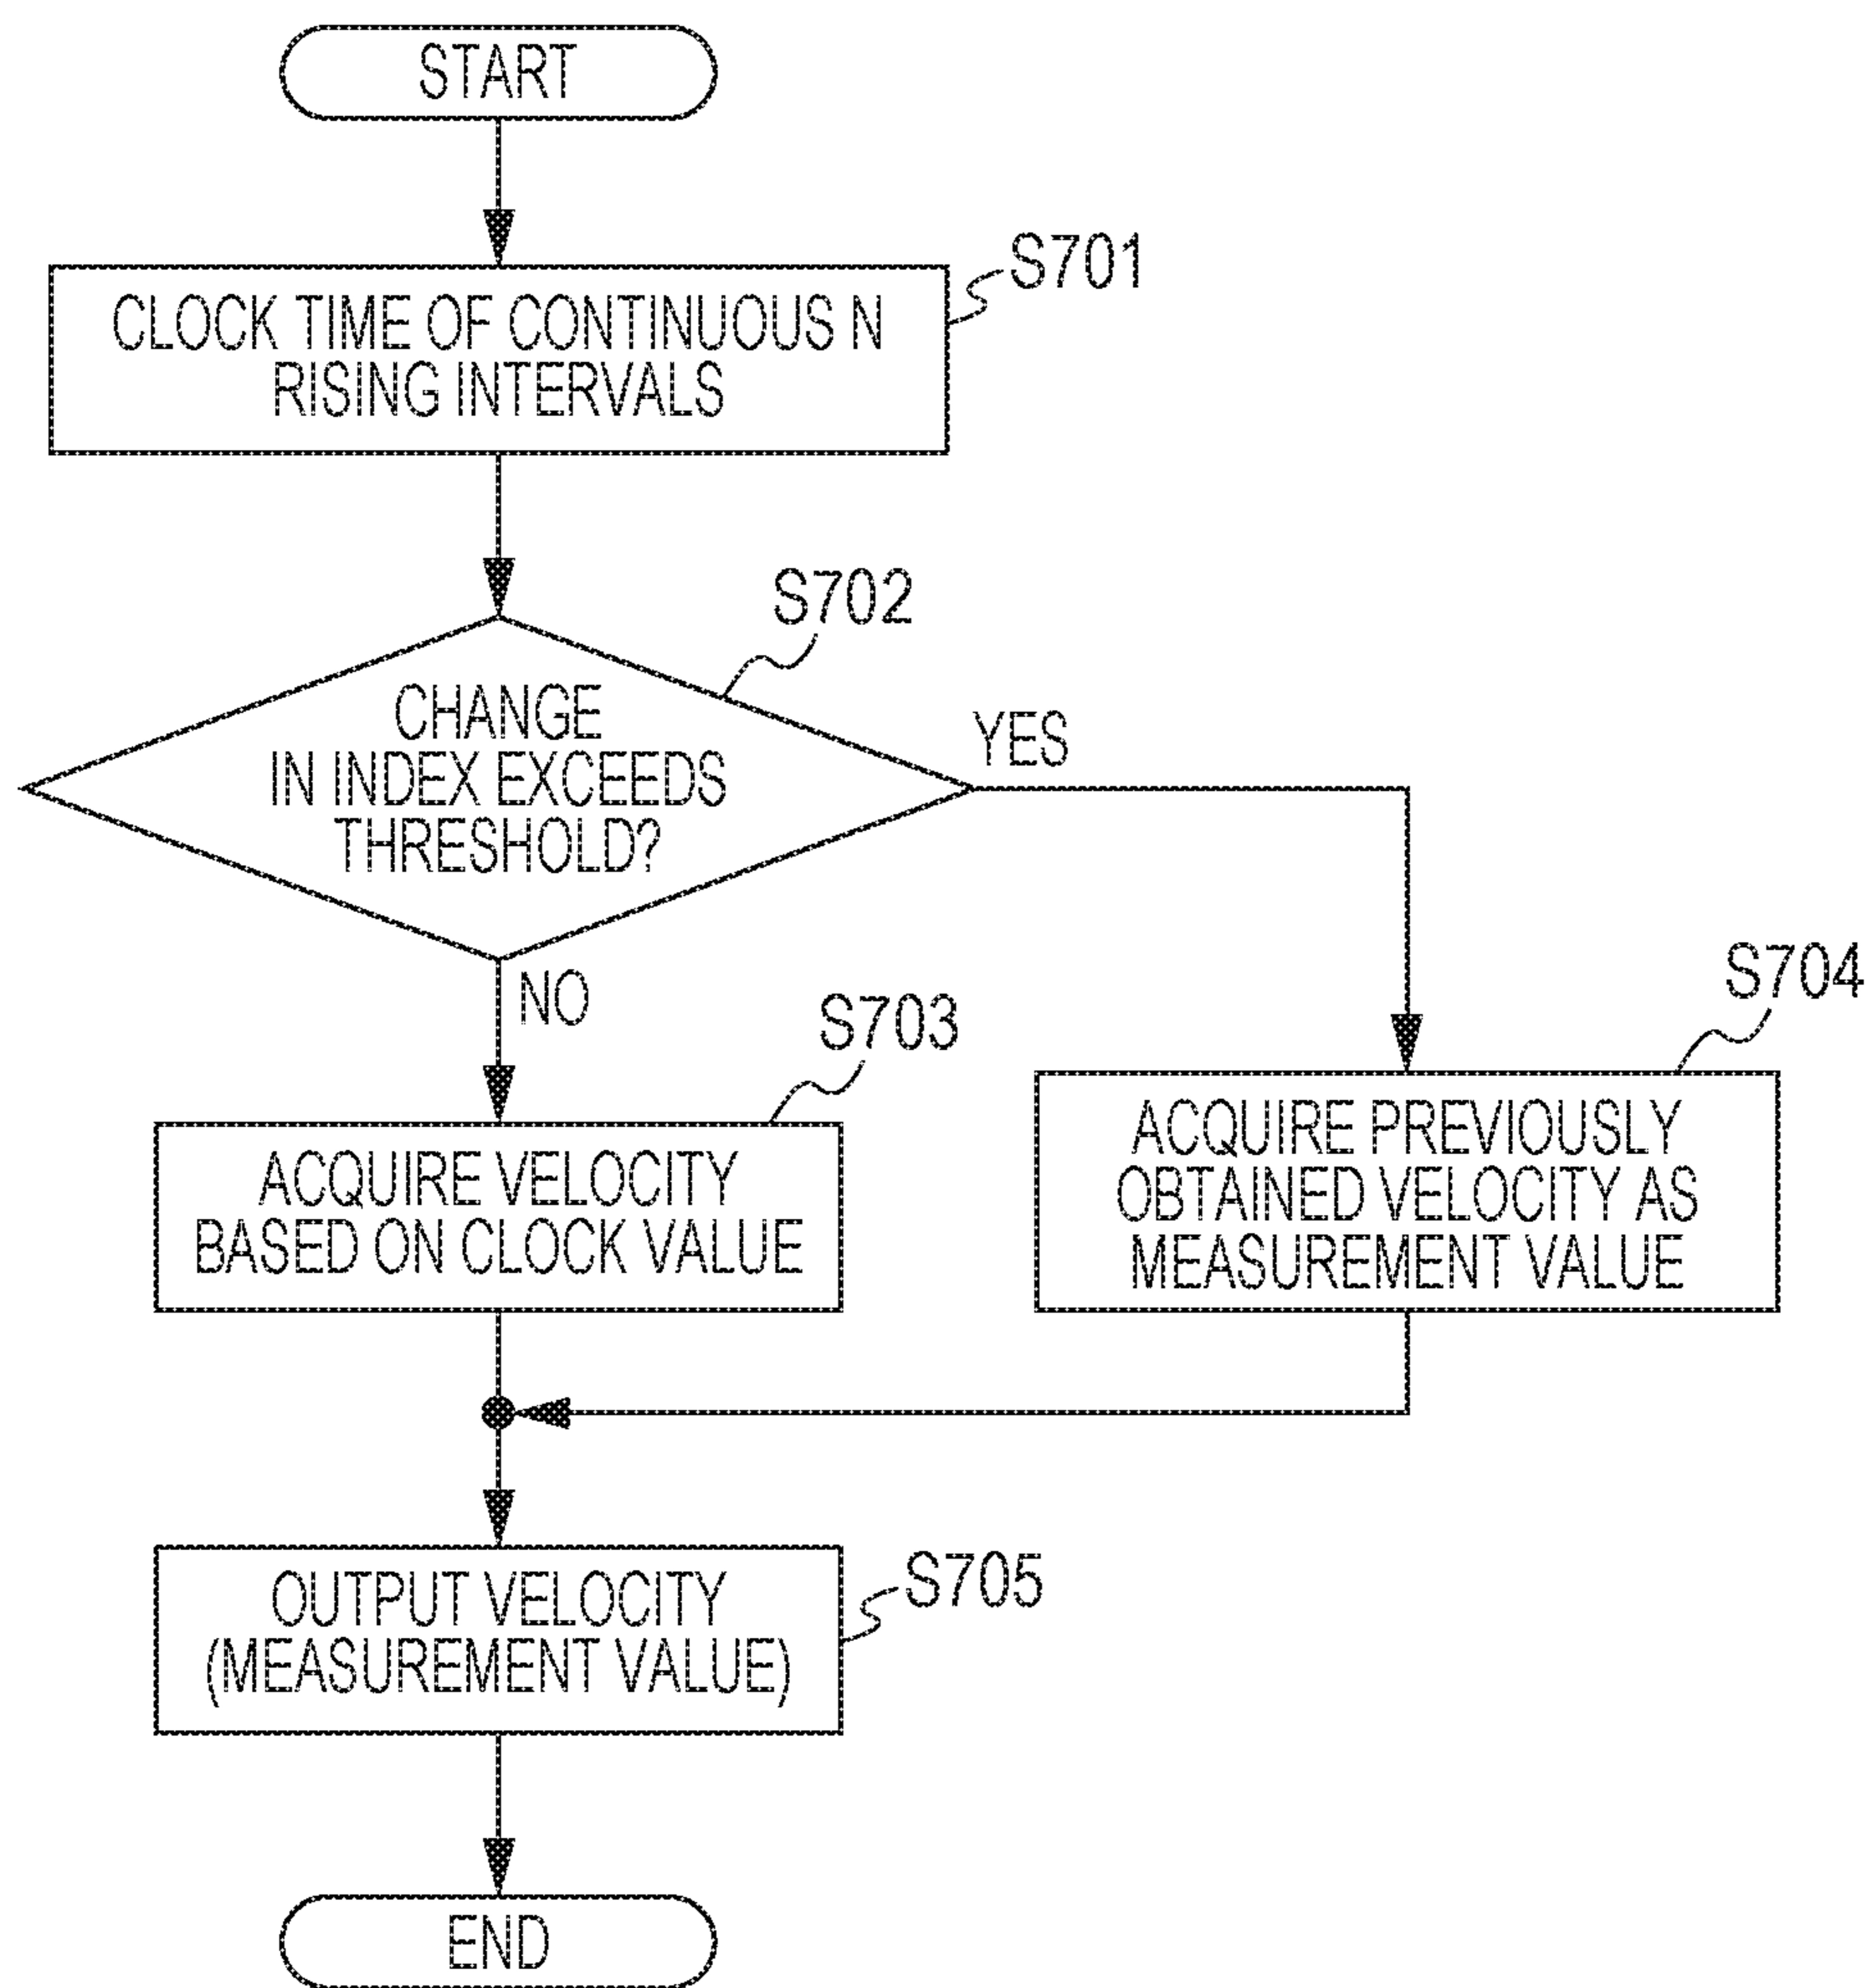 START
S701
CLOCK TIME OF CONTINUOUS N
RISING INTERVALS
S702
CHANGE
IN INDEX EXCEEDS
THRESHOLD?
YES
NO
S703
ACQUIRE VELOCITY
BASED ON CLOCK VALUE
S704
ACQUIRE PREVIOUSLY
OBTAINED VELOCITY AS
MEASUREMENT VALUE
S705
OUTPUT VELOCITY
(MEASUREMENT VALUE)
END